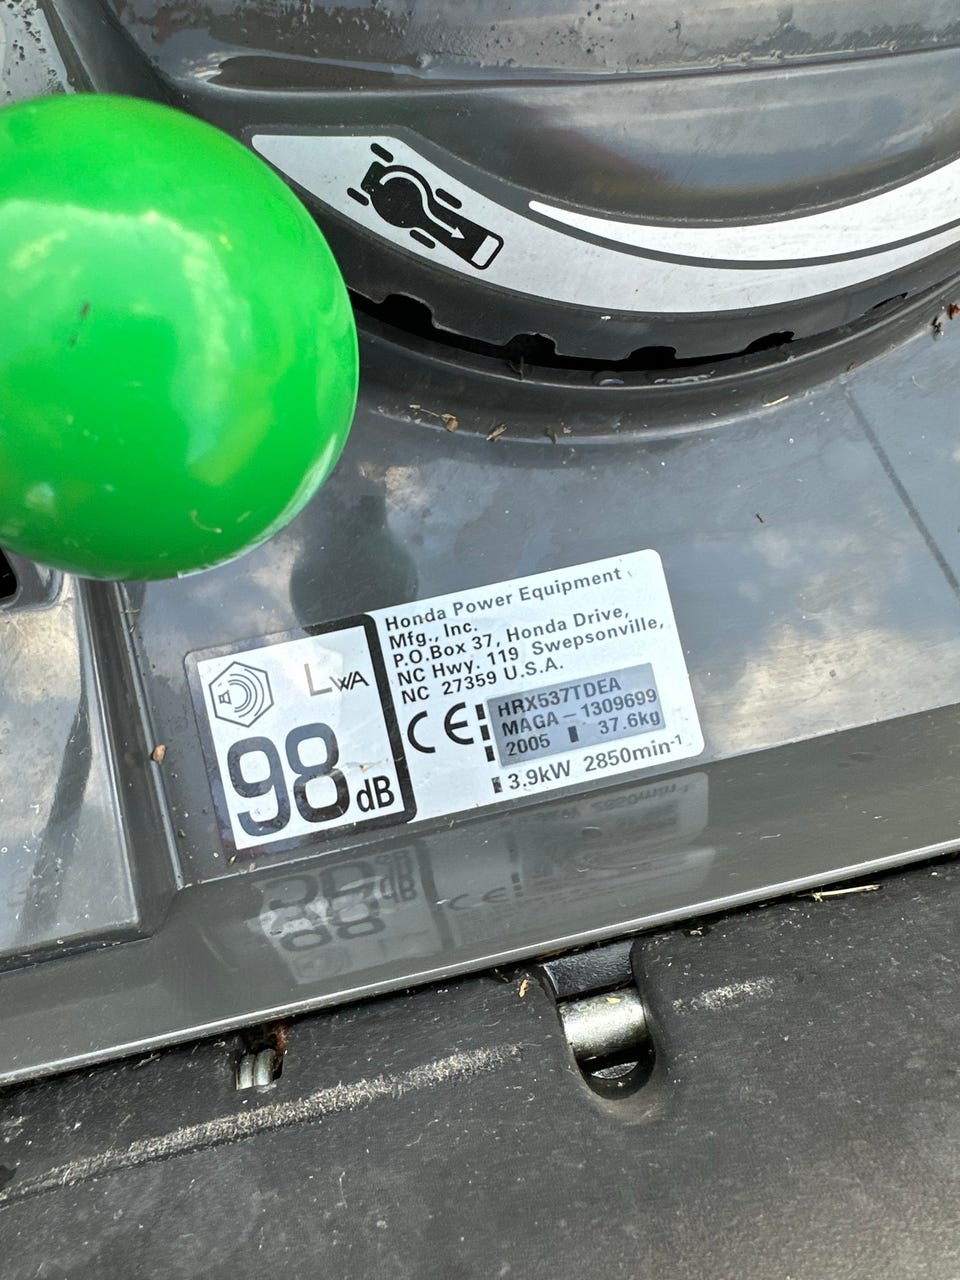 Honda Power Equipment
Mfg., Inc.
P.O.Box 37, Honda Drive,
NC Hwy. 119 Swepsonville,
NC 27359 U.S.A.
LWA
98 dB
CE
HRX537TDEA
MAGA-1309699
2005 37.6kg
3.9kW 2850min-1